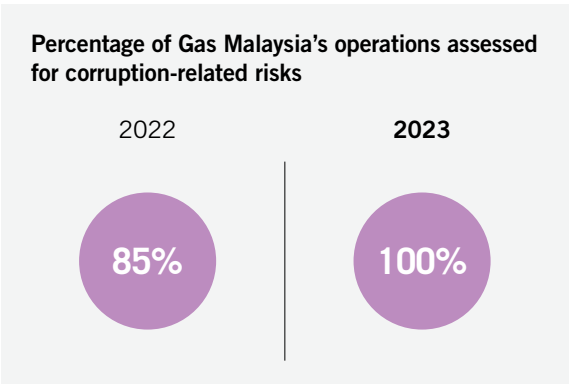 Percentage of Gas Malaysia’s operations assessed
for corruption-related risks
2022
2023
85%
100%